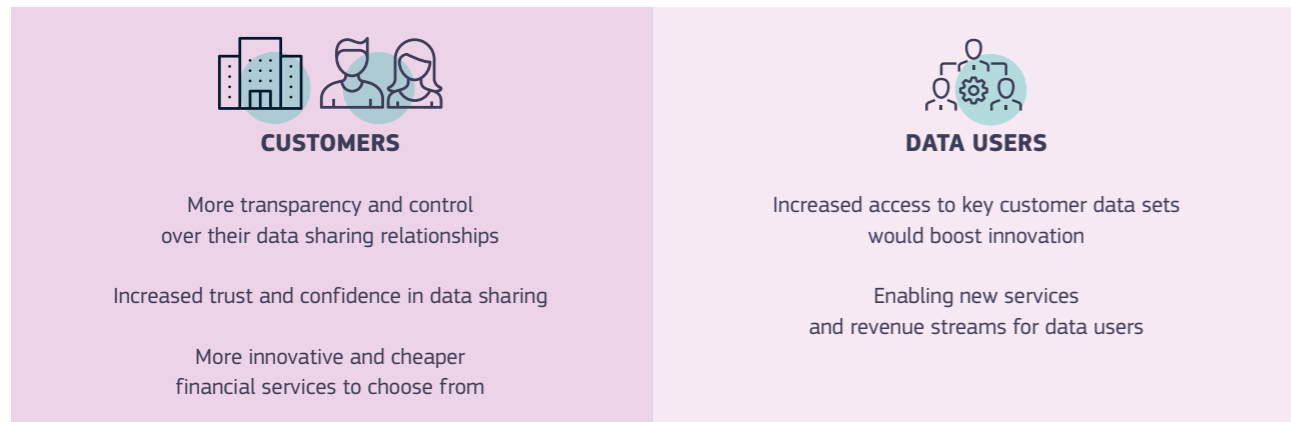 CUSTOMERS
More transparency and control
over their data sharing relationships
Increased trust and confidence in data sharing
More innovative and cheaper
financial services to choose from
DATA USERS
Increased access to key customer data sets
would boost innovation
Enabling new services
and revenue streams for data users